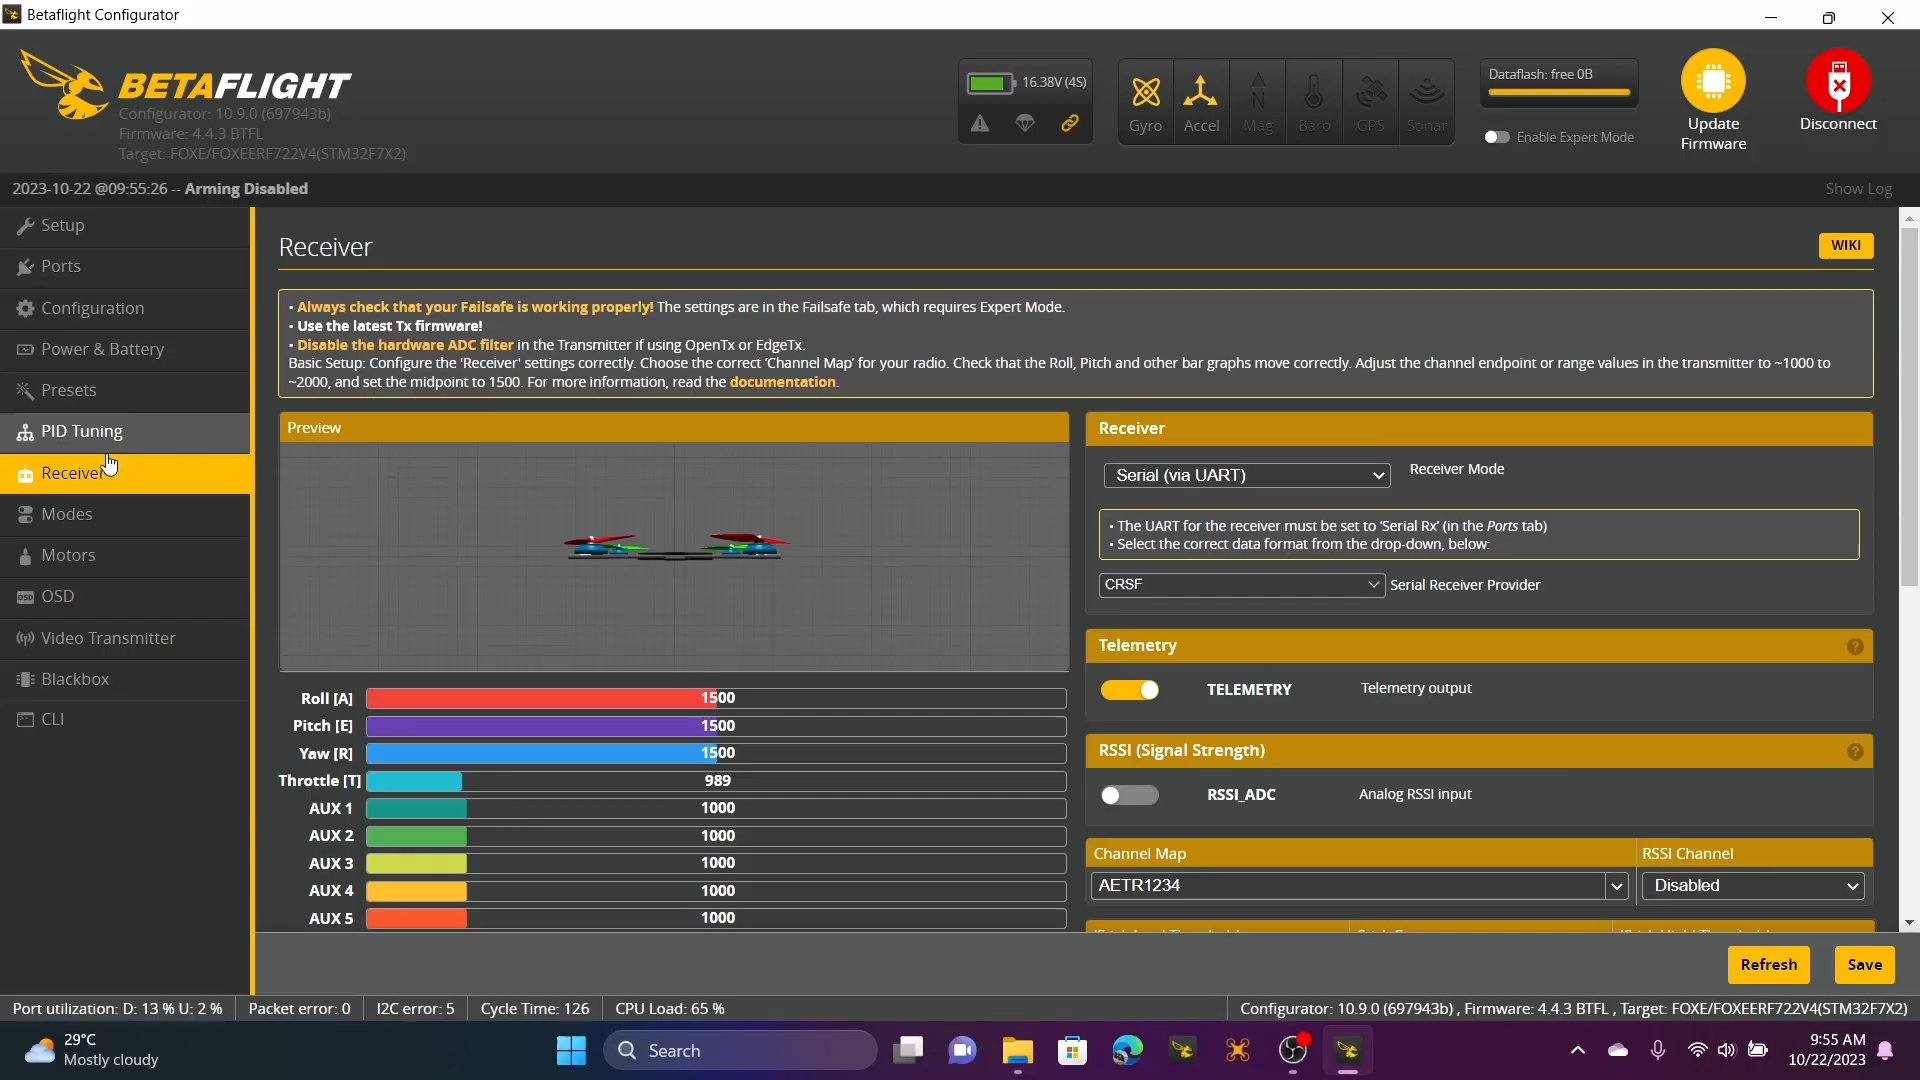 Betaflight Configurator
BETAFLIGHT
Configurator: 10.9.0 (697943b)
Firmware: 4.4.3 BTFL
Target: FOXE/FOXEERF722V4(STM32F7X2)
16.38V (4S)
Gyro
Accel
Mag
Baro
GPS
Sonar
Dataflash: free 0B
Enable Expert Mode
Update
Firmware
Disconnect
2023-10-22 @09:55:26 -- Arming Disabled
Show Log
Setup
Ports
Configuration
Power & Battery
Presets
PID Tuning
Receiver
Modes
Motors
OSD
Video Transmitter
Blackbox
CLI
Receiver
WIKI
• Always check that your Failsafe is working properly! The settings are in the Failsafe tab, which requires Expert Mode.
• Use the latest Tx firmware!
• Disable the hardware ADC filter in the Transmitter if using OpenTx or EdgeTx.
Basic Setup: Configure the 'Receiver' settings correctly. Choose the correct 'Channel Map' for your radio. Check that the Roll, Pitch and other bar graphs move correctly. Adjust the channel endpoint or range values in the transmitter to ~1000 to
~2000, and set the midpoint to 1500. For more information, read the documentation.
Preview
Roll [A] 1500
Pitch [E] 1500
Yaw [R] 1500
Throttle [T] 989
AUX 1 1000
AUX 2 1000
AUX 3 1000
AUX 4 1000
AUX 5 1000
Receiver
Serial (via UART) Receiver Mode
• The UART for the receiver must be set to 'Serial Rx' (in the Ports tab)
• Select the correct data format from the drop-down, below:
CRSF Serial Receiver Provider
Telemetry
TELEMETRY Telemetry output
RSSI (Signal Strength)
RSSI_ADC Analog RSSI input
Channel Map RSSI Channel
AETR1234 Disabled
Refresh Save
Port utilization: D: 13 % U: 2 % Packet error: 0 I2C error: 5 Cycle Time: 126 CPU Load: 65 % Configurator: 10.9.0 (697943b) , Firmware: 4.4.3 BTFL , Target: FOXE/FOXEERF722V4(STM32F7X2)
29°C
Mostly cloudy
Search
9:55 AM
10/22/2023